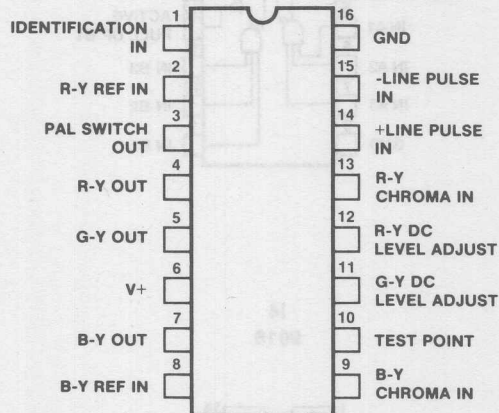 1
IDENTIFICATION
IN
2
R-Y REF IN
3
PAL SWITCH
OUT
4
R-Y OUT
5
G-Y OUT
6
V+
7
B-Y OUT
8
B-Y REF IN
16
GND
15
-LINE PULSE
IN
14
+LINE PULSE
IN
13
R-Y
CHROMA IN
12
R-Y DC
LEVEL ADJUST
11
G-Y DC
LEVEL ADJUST
10
TEST POINT
9
B-Y
CHROMA IN